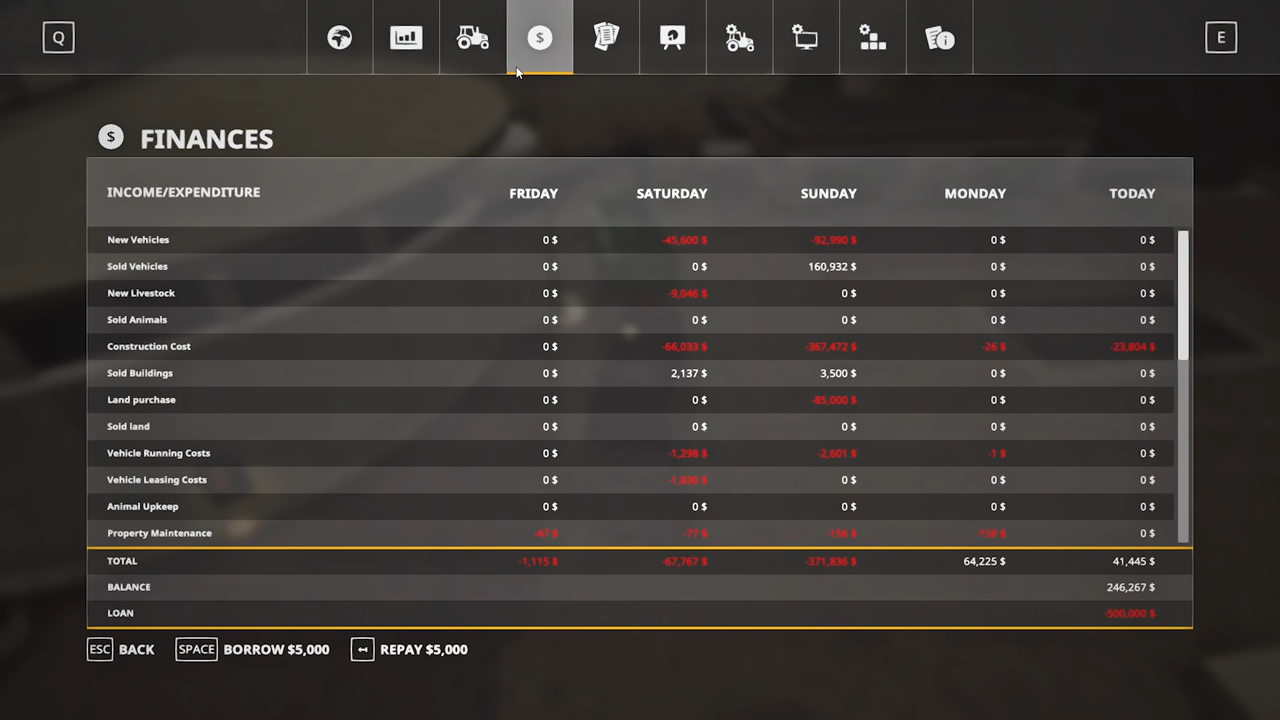 Q E
FINANCES
INCOME/EXPENDITURE FRIDAY SATURDAY SUNDAY MONDAY TODAY
New Vehicles 0 $ -45,600 $ -92,990 $ 0 $ 0 $
Sold Vehicles 0 $ 0 $ 160,932 $ 0 $ 0 $
New Livestock 0 $ -9,046 $ 0 $ 0 $ 0 $
Sold Animals 0 $ 0 $ 0 $ 0 $ 0 $
Construction Cost 0 $ -66,033 $ -367,472 $ -26 $ -23,804 $
Sold Buildings 0 $ 2,137 $ 3,500 $ 0 $ 0 $
Land purchase 0 $ 0 $ -85,000 $ 0 $ 0 $
Sold land 0 $ 0 $ 0 $ 0 $ 0 $
Vehicle Running Costs 0 $ -1,298 $ -2,601 $ -1 $ 0 $
Vehicle Leasing Costs 0 $ -1,830 $ 0 $ 0 $ 0 $
Animal Upkeep 0 $ 0 $ 0 $ 0 $ 0 $
Property Maintenance -47 $ -77 $ 0 $
TOTAL -1,115 $ -67,767 $ -371,836 $ 64,225 $ 41,445 $
BALANCE 246,267 $
LOAN -500,000 $
ESC BACK SPACE BORROW $5,000 REPAY $5,000